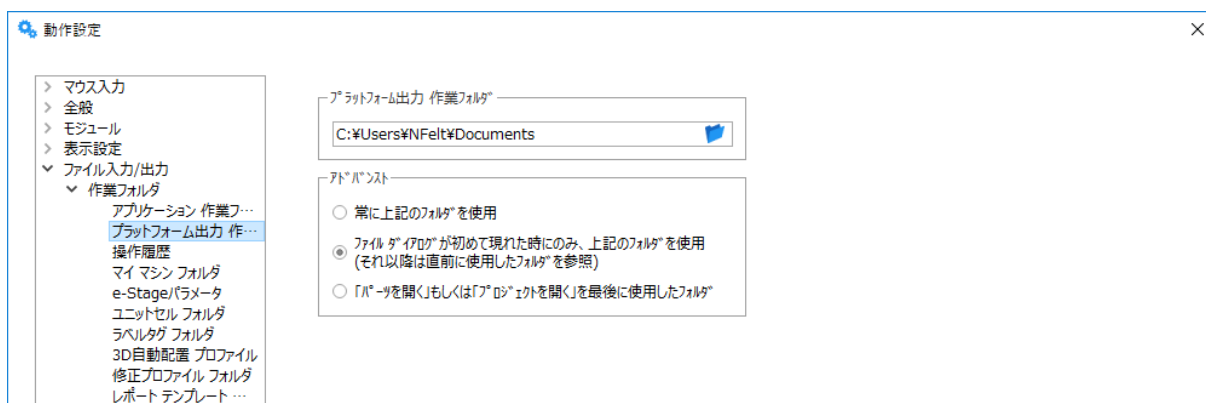 動作設定
マウス入力
全般
モジュール
表示設定
ファイル入力/出力
作業フォルダ
アプリケーション 作業フ…
プラットフォーム出力 作…
操作履歴
マイ マシン フォルダ
e-Stageパラメータ
ユニットセル フォルダ
ラベルタグ フォルダ
3D自動配置 プロファイル
修正プロファイル フォルダ
レポート テンプレート …
プラットフォーム出力 作業フォルダ
C:¥Users¥NFelt¥Documents
アドバンスト
常に上記のフォルダを使用
ファイル ダイアログが初めて現れた時にのみ、上記のフォルダを使用
(それ以降は直前に使用したフォルダを参照)
「パーツを開く」もしくは「プロジェクトを開く」を最後に使用したフォルダ